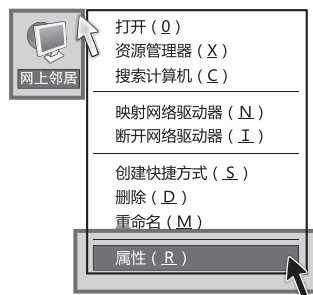 网上邻居
打开(0)
资源管理器(X)
搜索计算机(C)
映射网络驱动器(N)
断开网络驱动器(I)
创建快捷方式(S)
删除(D)
重命名(M)
属性(R)